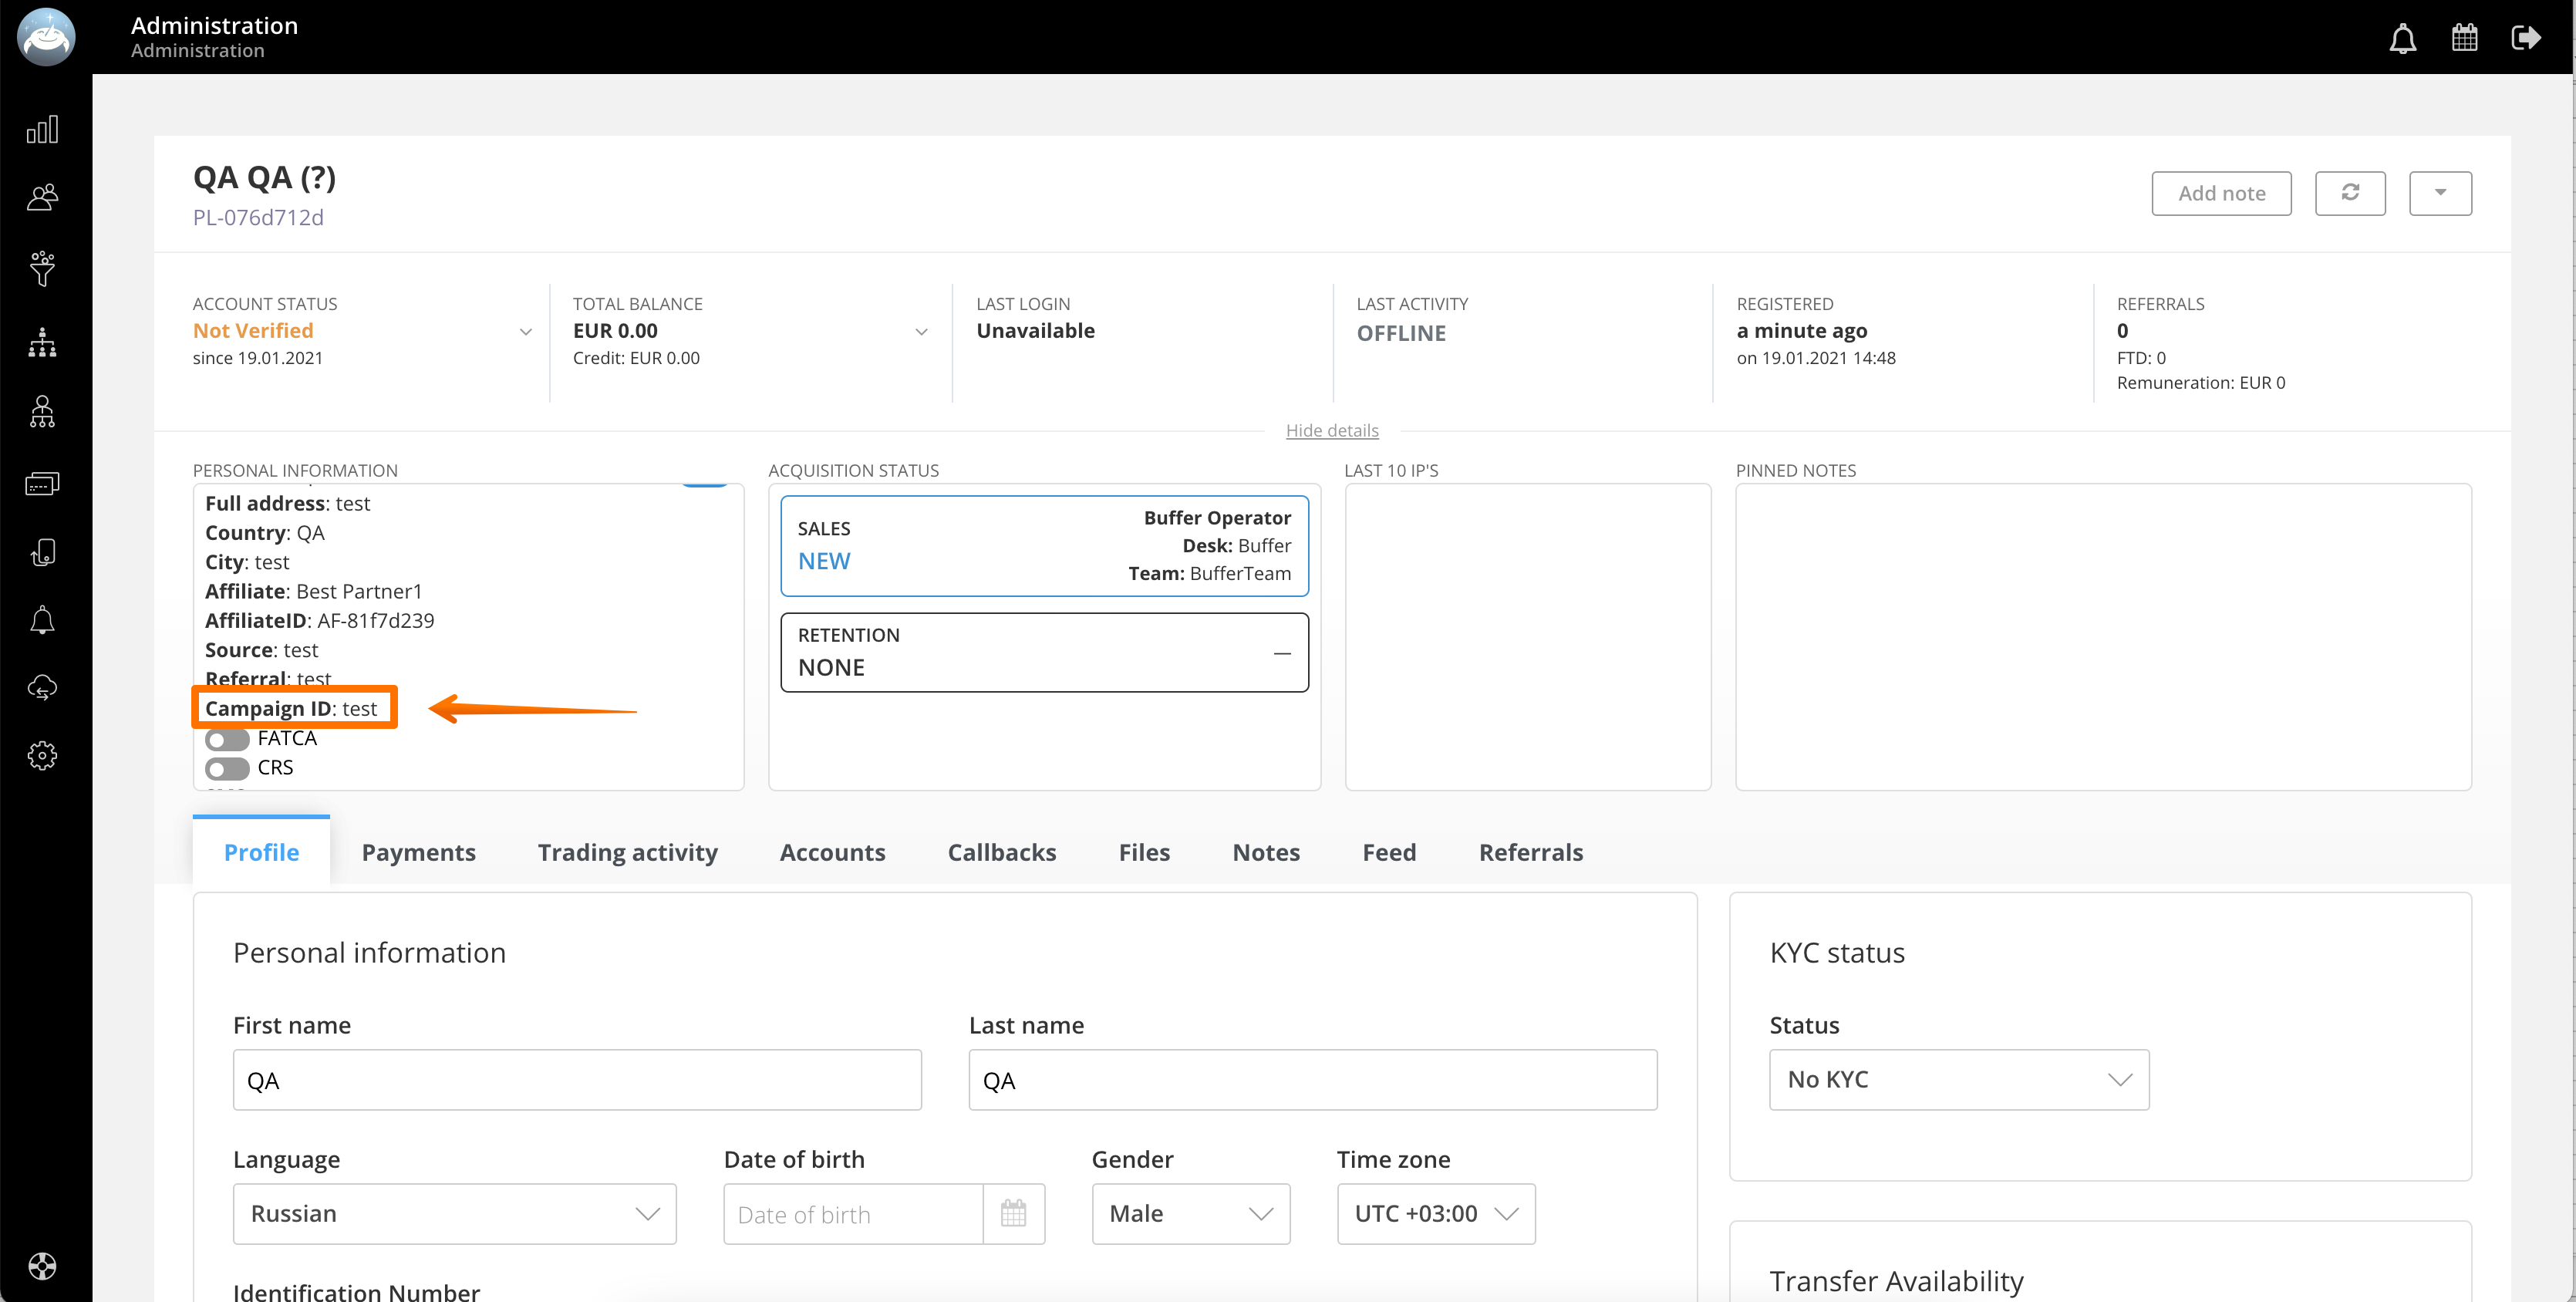 Administration
Administration
QA QA (?)
PL-076d712d
Add note
ACCOUNT STATUS
Not Verified
since 19.01.2021
TOTAL BALANCE
EUR 0.00
Credit: EUR 0.00
LAST LOGIN
Unavailable
LAST ACTIVITY
OFFLINE
REGISTERED
a minute ago
on 19.01.2021 14:48
REFERRALS
0
FTD: 0
Remuneration: EUR 0
Hide details
PERSONAL INFORMATION
Full address: test
Country: QA
City: test
Affiliate: Best Partner1
AffiliateID: AF-81f7d239
Source: test
Referral: test
Campaign ID: test
FATCA
CRS
ACQUISITION STATUS
SALES
NEW
Buffer Operator
Desk: Buffer
Team: BufferTeam
RETENTION
NONE
—
LAST 10 IP'S
PINNED NOTES
Profile
Payments
Trading activity
Accounts
Callbacks
Files
Notes
Feed
Referrals
Personal information
First name
QA
Last name
QA
Language
Russian
Date of birth
Date of birth
Gender
Male
Time zone
UTC +03:00
Identification Number
KYC status
Status
No KYC
Transfer Availability